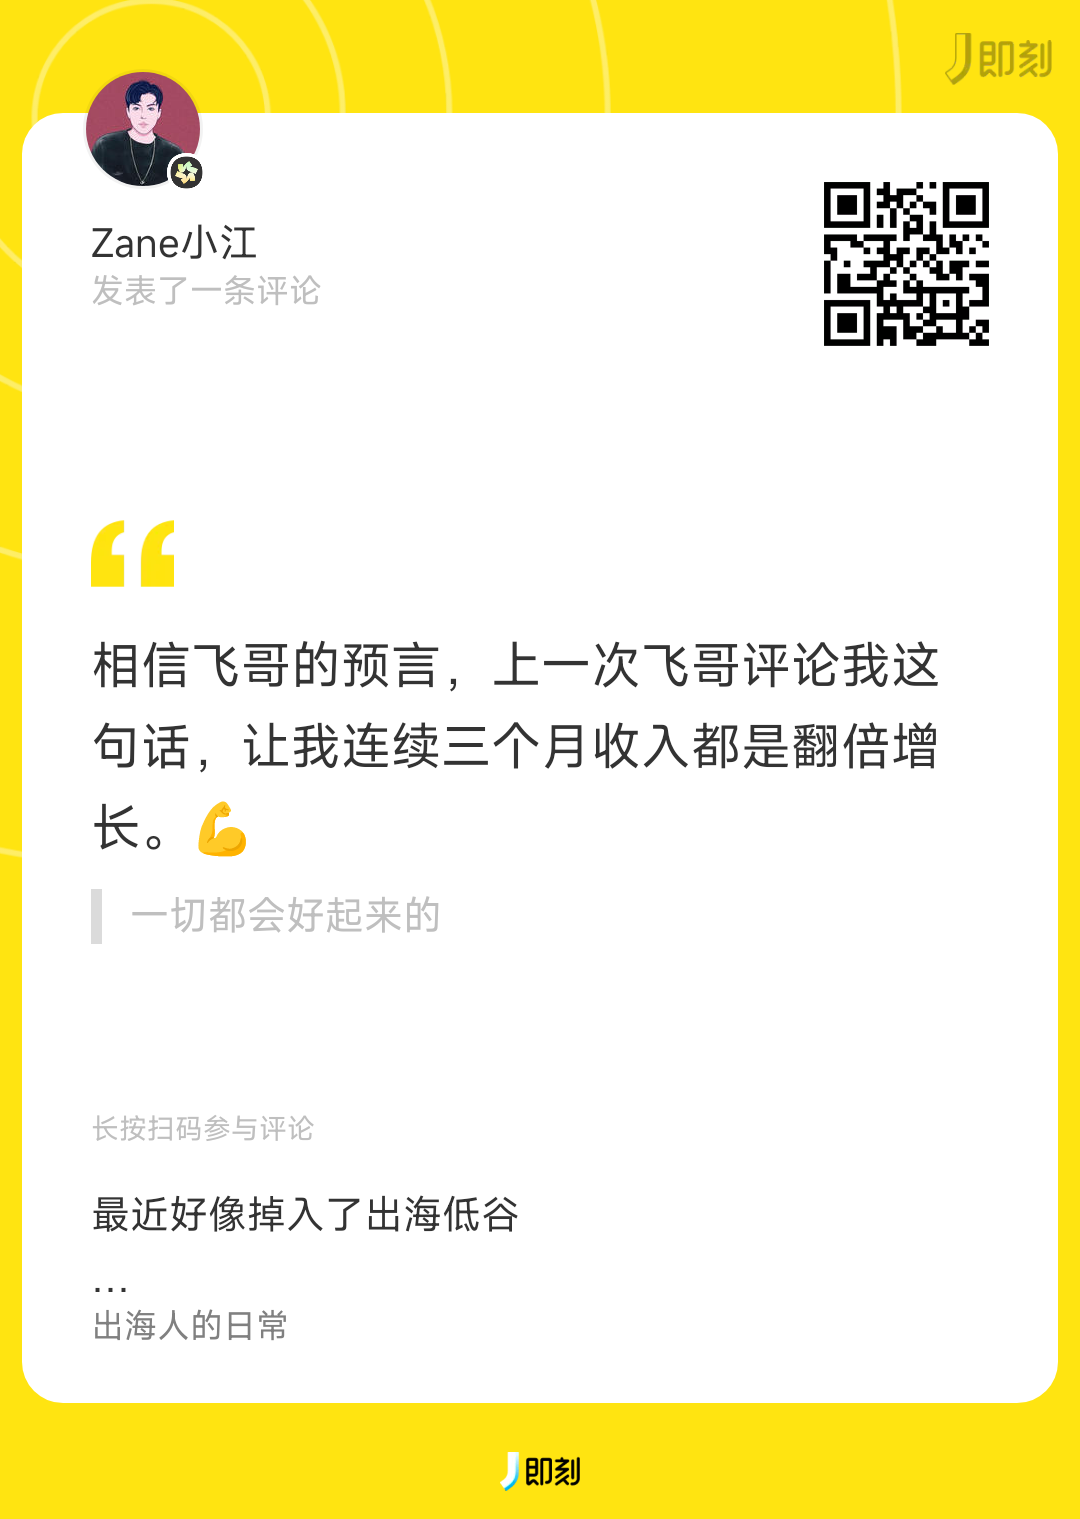 即刻
Zane小江
发表了一条评论
相信飞哥的预言，上一次飞哥评论我这
句话，让我连续三个月收入都是翻倍增
长。💪
一切都会好起来的
长按扫码参与评论
最近好像掉入了出海低谷
...
出海人的日常
即刻